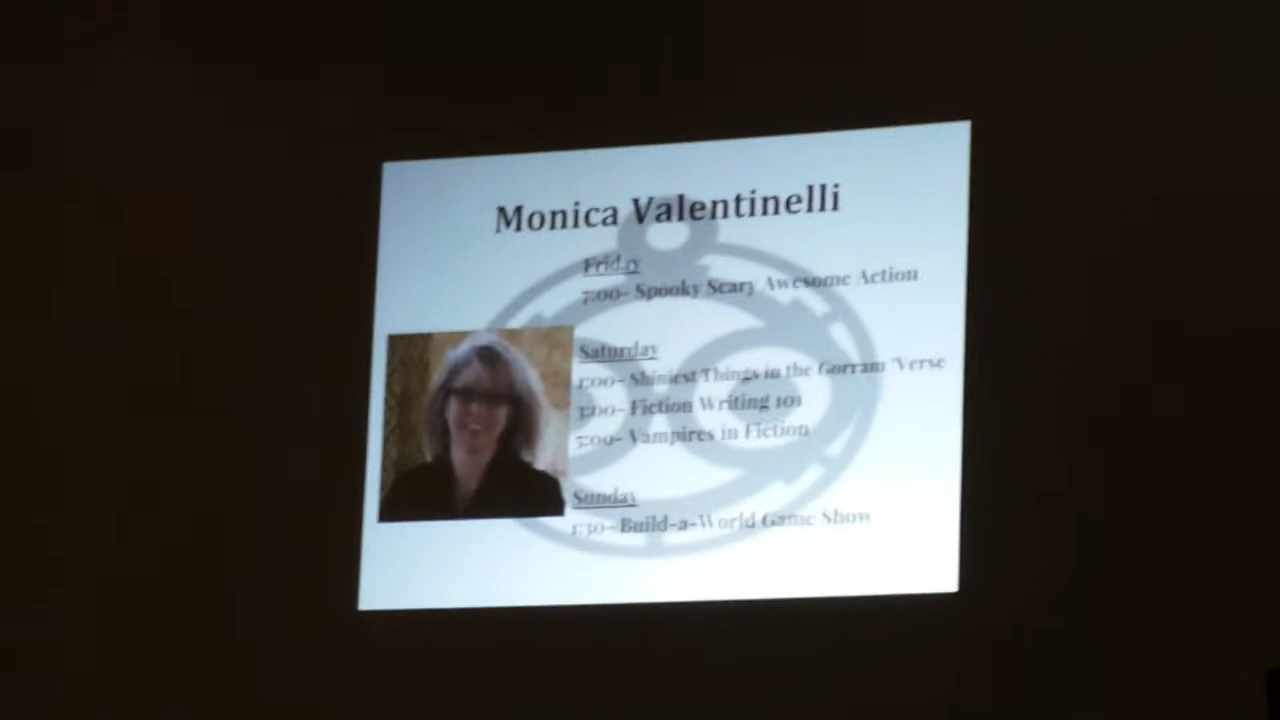 Monica Valentinelli
Friday
7:00- Spooky Scary Awesome Action
Saturday
1:00- Shiniest Things in the Gorram 'Verse
3:00- Fiction Writing 101
5:00- Vampires in Fiction
Sunday
1:30- Build-a-World Game Show